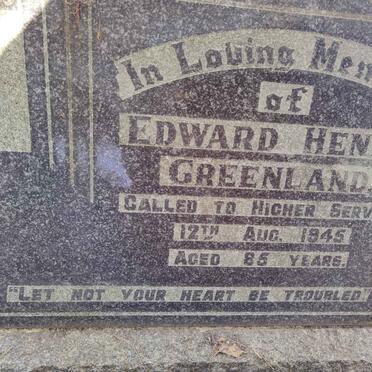 In Loving Mem
of
EDWARD HEN
GREENLAND.
CALLED TO HIGHER SERV
12TH AUG. 1945
AGED 85 YEARS.
"LET NOT YOUR HEART BE TROUBLED."